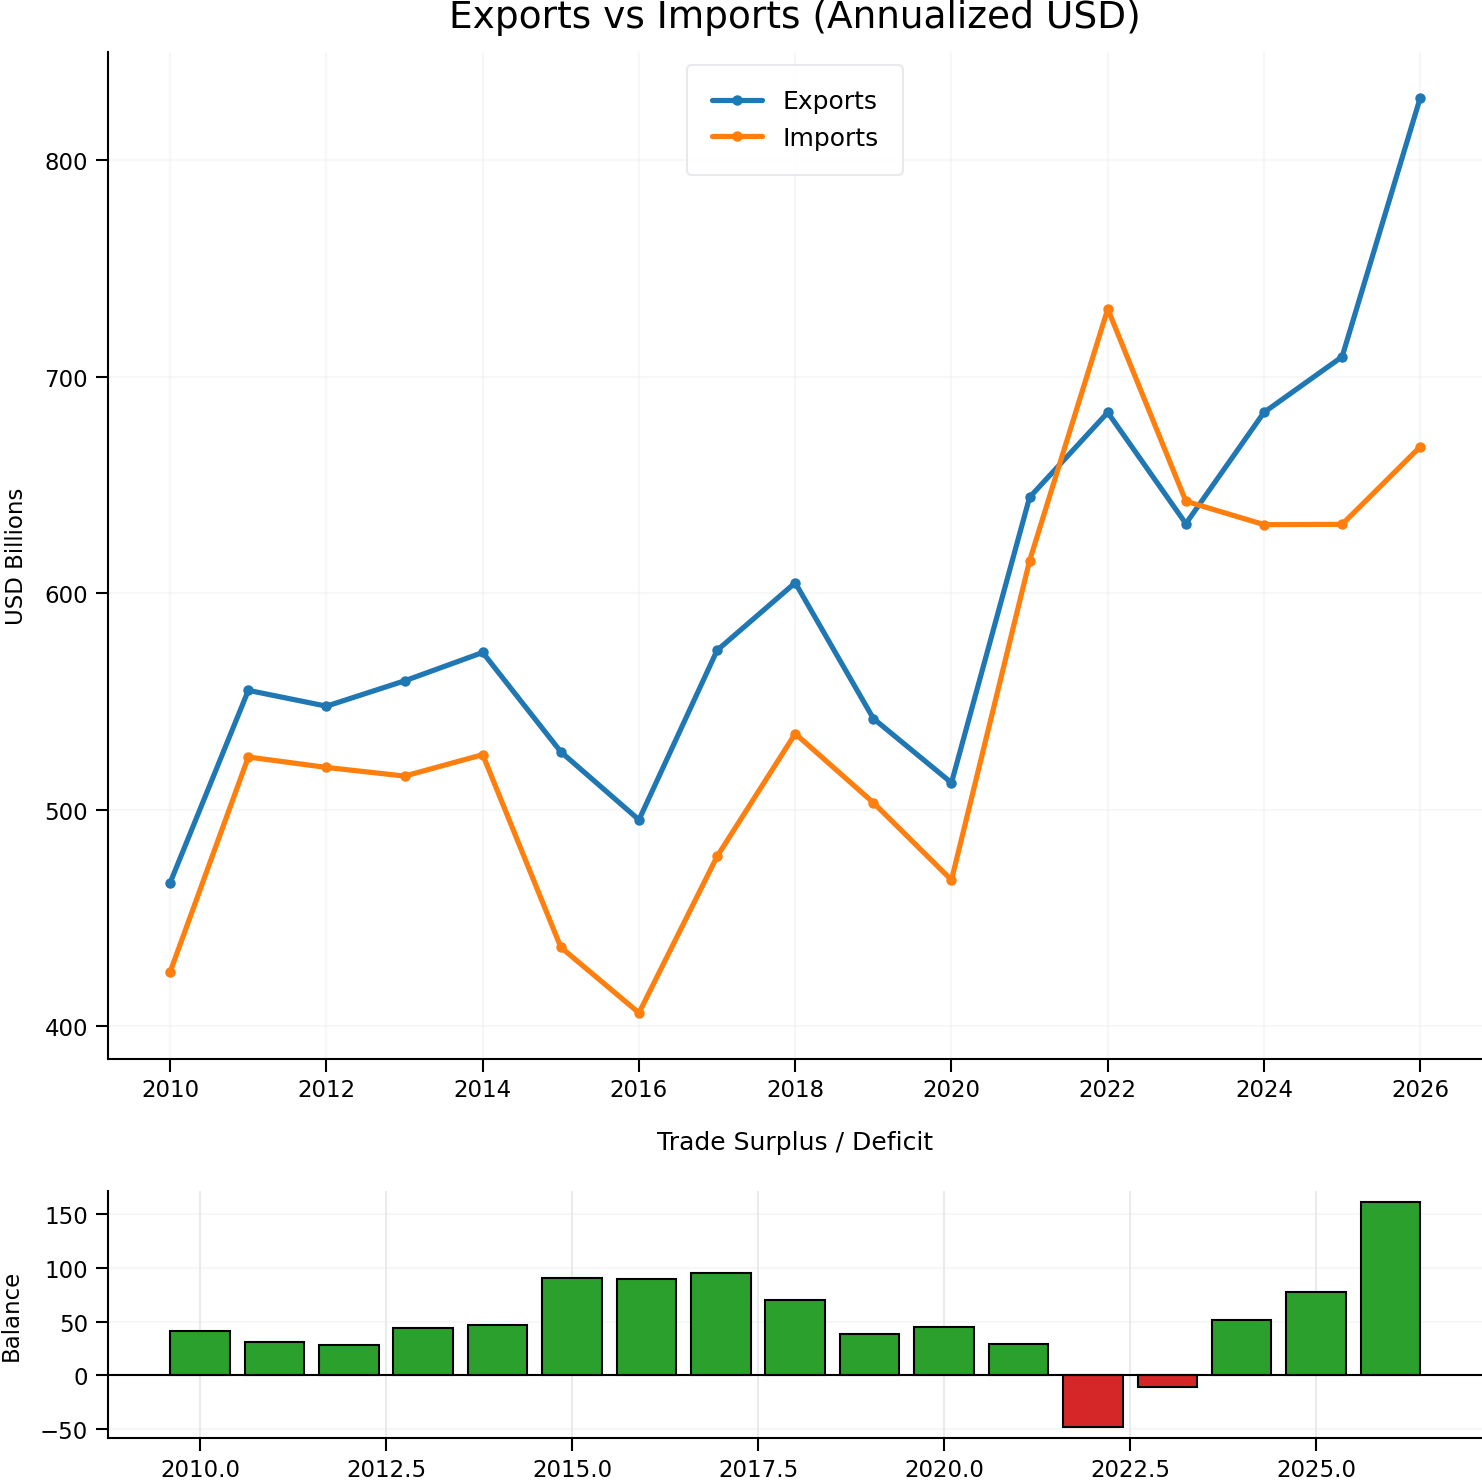 Exports vs Imports (Annualized USD)
Exports
Imports
USD Billions
800
700
600
500
400
2010 2012 2014 2016 2018 2020 2022 2024 2026
Trade Surplus / Deficit
Balance
150
100
50
0
−50
2010.0 2012.5 2015.0 2017.5 2020.0 2022.5 2025.0